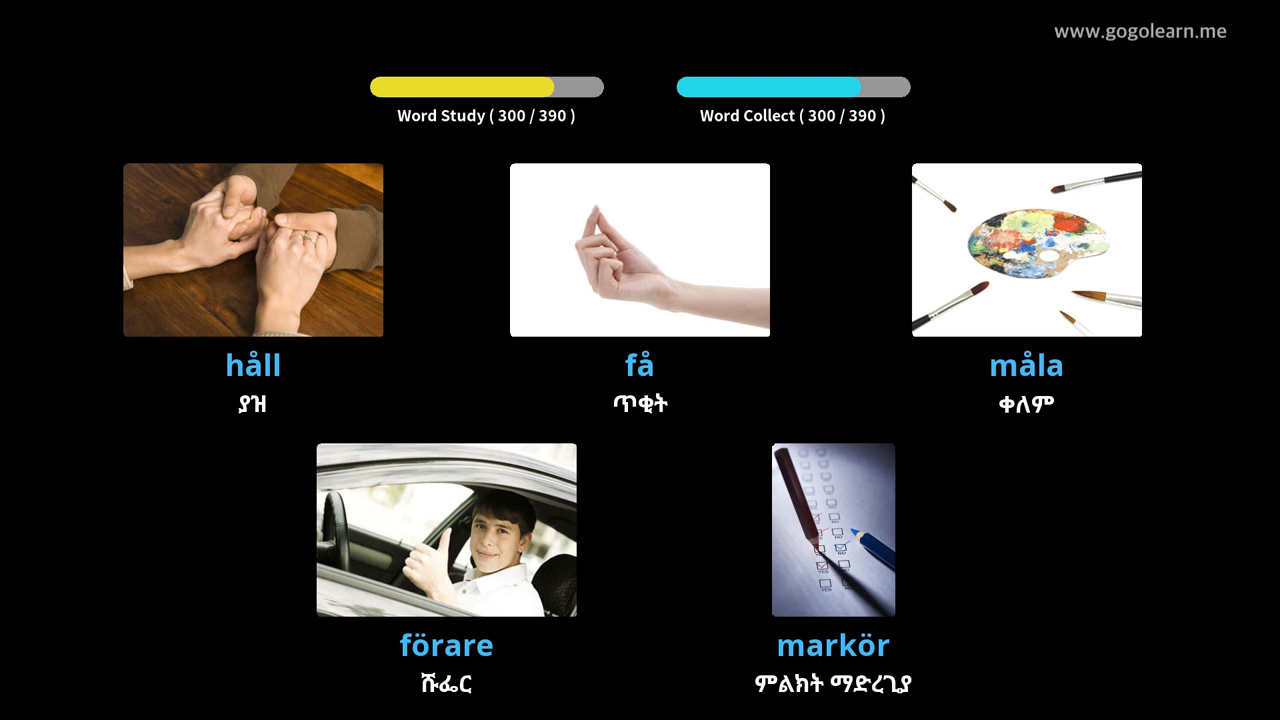 www.gogolearn.me
Word Study ( 300 / 390 )
Word Collect ( 300 / 390 )
håll
ያዝ
få
ጥቂት
måla
ቀለም
förare
ሹፌር
markör
ምልክት ማድረጊያ